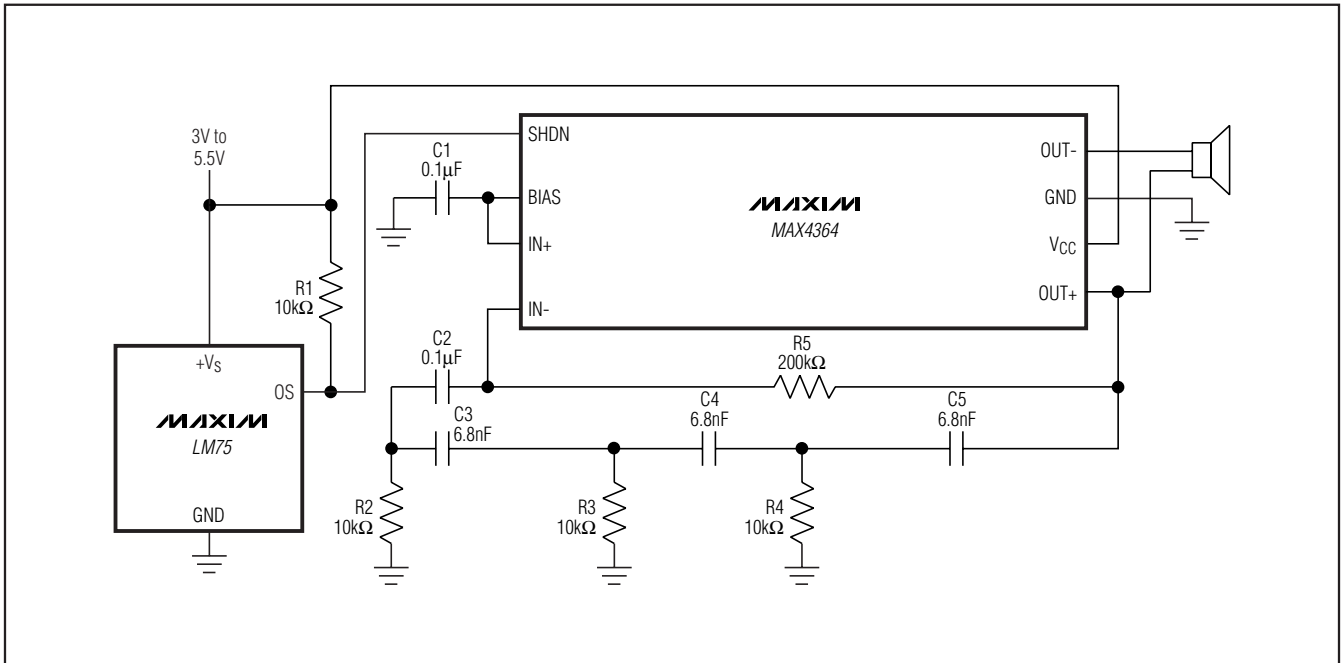 3V to
5.5V
R1
10kΩ
+VS
OS
MAXIM
LM75
GND
C1
0.1μF
SHDN
BIAS
IN+
IN-
MAXIM
MAX4364
OUT-
GND
VCC
OUT+
C2
0.1μF
R5
200kΩ
C3
6.8nF
C4
6.8nF
C5
6.8nF
R2
10kΩ
R3
10kΩ
R4
10kΩ